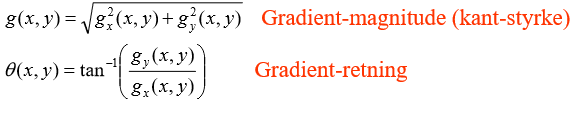 g(x, y) = √(g_x²(x, y) + g_y²(x, y)) Gradient-magnitude (kant-styrke)
θ(x, y) = tan⁻¹(g_y(x, y) / g_x(x, y)) Gradient-retning